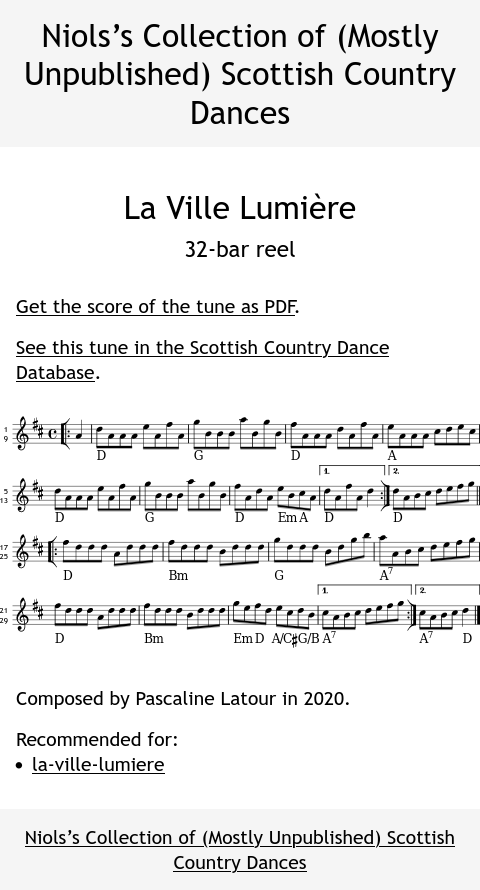 Niols’s Collection of (Mostly
Unpublished) Scottish Country
Dances
La Ville Lumière
32-bar reel
Get the score of the tune as PDF.
See this tune in the Scottish Country Dance
Database.
1
9
D G D A
5
13
1. 2.
D G D Em A D D
17
25
D Bm G A7
21
29
1. 2.
D Bm Em D A/C♯ G/B A7 A7 D
Composed by Pascaline Latour in 2020.
Recommended for:
• la-ville-lumiere
Niols’s Collection of (Mostly Unpublished) Scottish
Country Dances